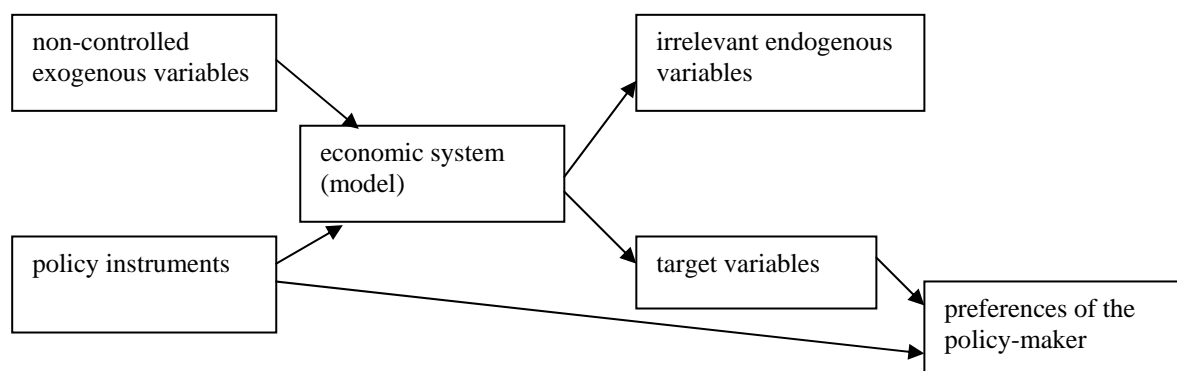 non-controlled
exogenous variables
irrelevant endogenous
variables
economic system
(model)
policy instruments
target variables
preferences of the
policy-maker